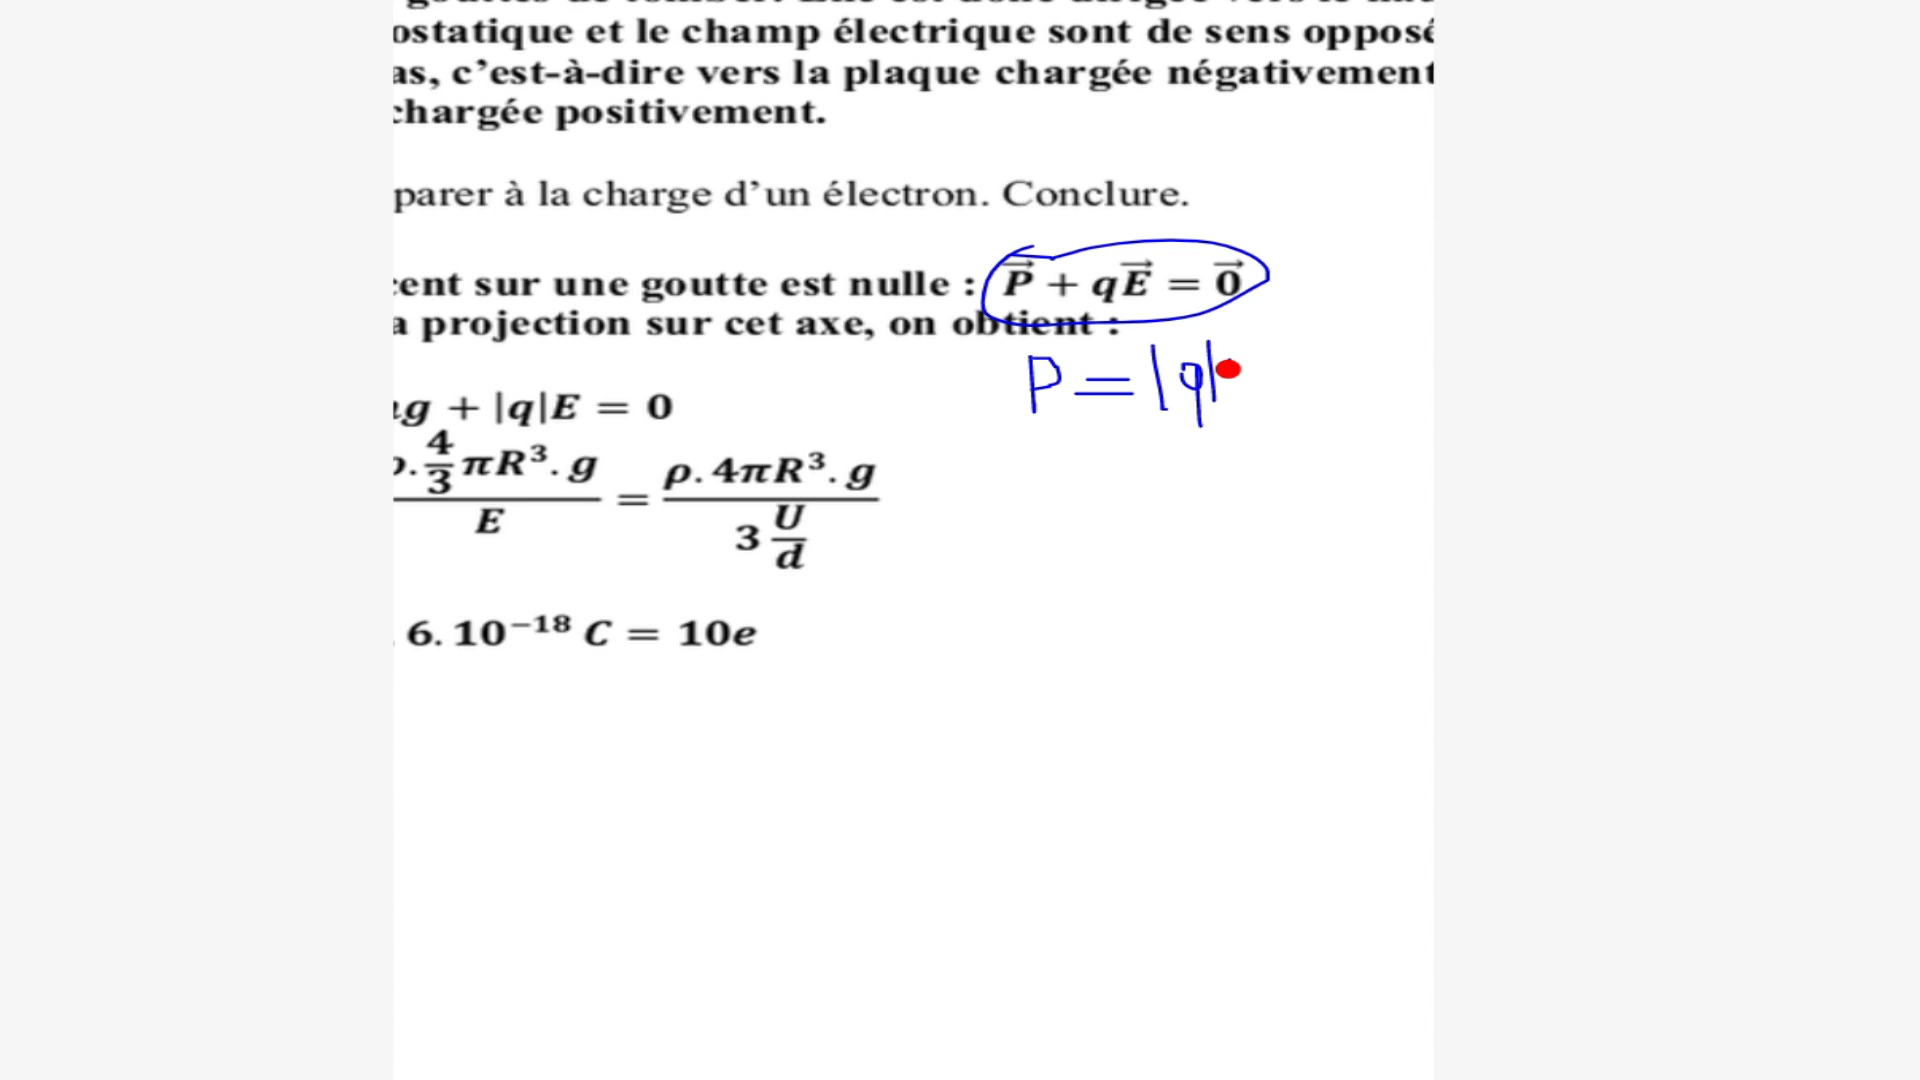 ostatique et le champ électrique sont de sens opposé
as, c’est-à-dire vers la plaque chargée négativement
chargée positivement.
parer à la charge d’un électron. Conclure.
cent sur une goutte est nulle : P⃗ + qE⃗ = 0⃗
a projection sur cet axe, on obtient :
P = |q|
g + |q|E = 0
ρ. 4/3 πR³. g / E = ρ. 4πR³. g / 3 U/d
6. 10⁻¹⁸ C = 10e